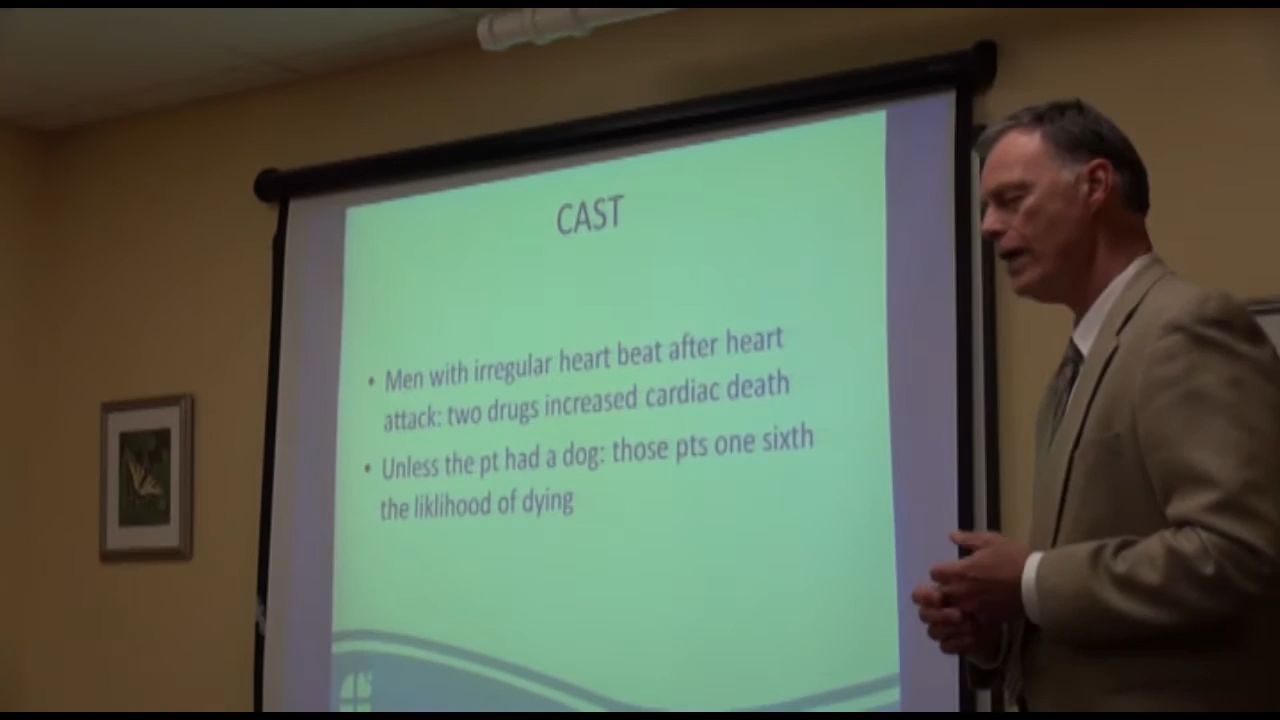 CAST
• Men with irregular heart beat after heart
attack: two drugs increased cardiac death
• Unless the pt had a dog: those pts one sixth
the liklihood of dying